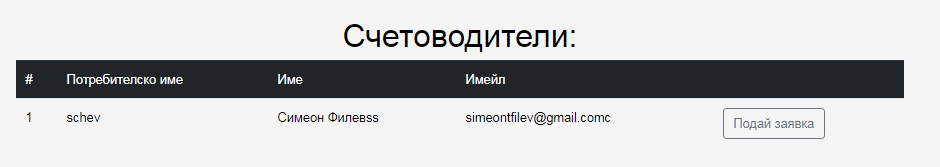 Счетоводители:
# Потребителско име Име Имейл
1 schev Симеон Филевss simeontfilev@gmail.comc Подай заявка